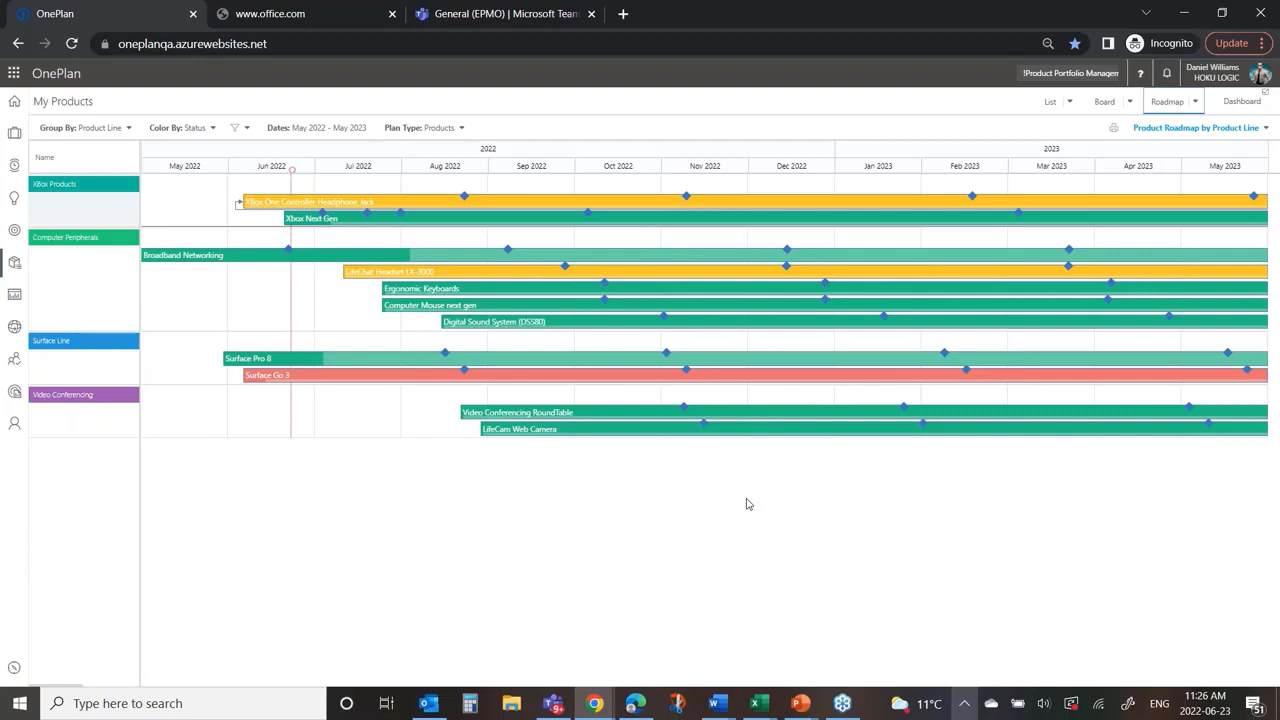 OnePlan
www.office.com
General (EPMO) | Microsoft Team
oneplanqa.azurewebsites.net
Incognito
Update
OnePlan
!Product Portfolio Managem
?
Daniel Williams
HOKU LOGIC
My Products
List
Board
Roadmap
Dashboard
Group By: Product Line
Color By: Status
Dates: May 2022 - May 2023
Plan Type: Products
Product Roadmap by Product Line
Name
2022
2023
May 2022
Jun 2022
Jul 2022
Aug 2022
Sep 2022
Oct 2022
Nov 2022
Dec 2022
Jan 2023
Feb 2023
Mar 2023
Apr 2023
May 2023
XBox Products
XBox One Controller Headphone Jack
Xbox Next Gen
Computer Peripherals
Broadband Networking
LifeChat Headset LX-3000
Ergonomic Keyboards
Computer Mouse next gen
Digital Sound System (DSS80)
Surface Line
Surface Pro 8
Surface Go 3
Video Conferencing
Video Conferencing RoundTable
LifeCam Web Camera
Type here to search
9+
11°C
ENG
11:26 AM
2022-06-23
51